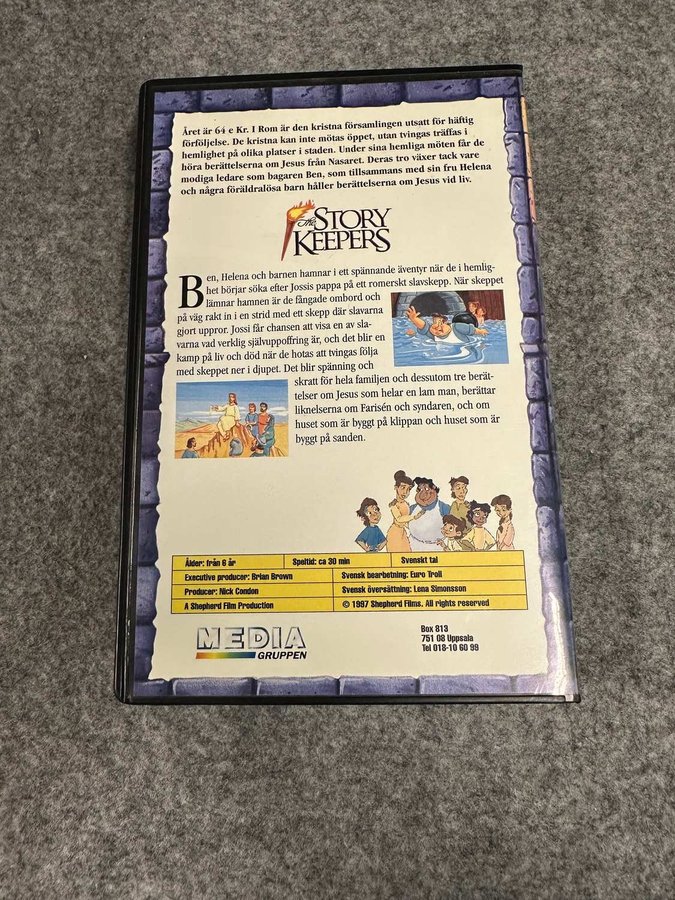 Året är 64 e Kr. I Rom är den kristna församlingen utsatt för häftig
förföljelse. De kristna kan inte mötas öppet, utan tvingas träffas i
hemlighet på olika platser i staden. Under sina hemliga möten får de
höra berättelserna om Jesus från Nasaret. Deras tro växer tack vare
modiga ledare som bagaren Ben, som tillsammans med sin fru Helena
och några föräldralösa barn håller berättelserna om Jesus vid liv.
The STORY
KEEPERS
Ben, Helena och barnen hamnar i ett spännande äventyr när de i hemlig-
het börjar söka efter Jossis pappa på ett romerskt slavskepp. När skeppet
lämnar hamnen är de fångade ombord och
på väg rakt in i en strid med ett skepp där slavarna
gjort uppror. Jossi får chansen att visa en av sla-
varna vad verklig självuppoffring är, och det blir en
kamp på liv och död när de hotas att tvingas följa
med skeppet ner i djupet. Det blir spänning och
skratt för hela familjen och dessutom tre berät-
telser om Jesus som helar en lam man, berättar
liknelserna om Farisén och syndaren, och om
huset som är byggt på klippan och huset som är
byggt på sanden.
Ålder: från 6 år Speltid: ca 30 min Svenskt tal
Executive producer: Brian Brown Svensk bearbetning: Euro Troll
Producer: Nick Condon Svensk översättning: Lena Simonsson
A Shepherd Film Production © 1997 Shepherd Films. All rights reserved
MEDIA
GRUPPEN
Box 813
751 08 Uppsala
Tel 018-10 60 99